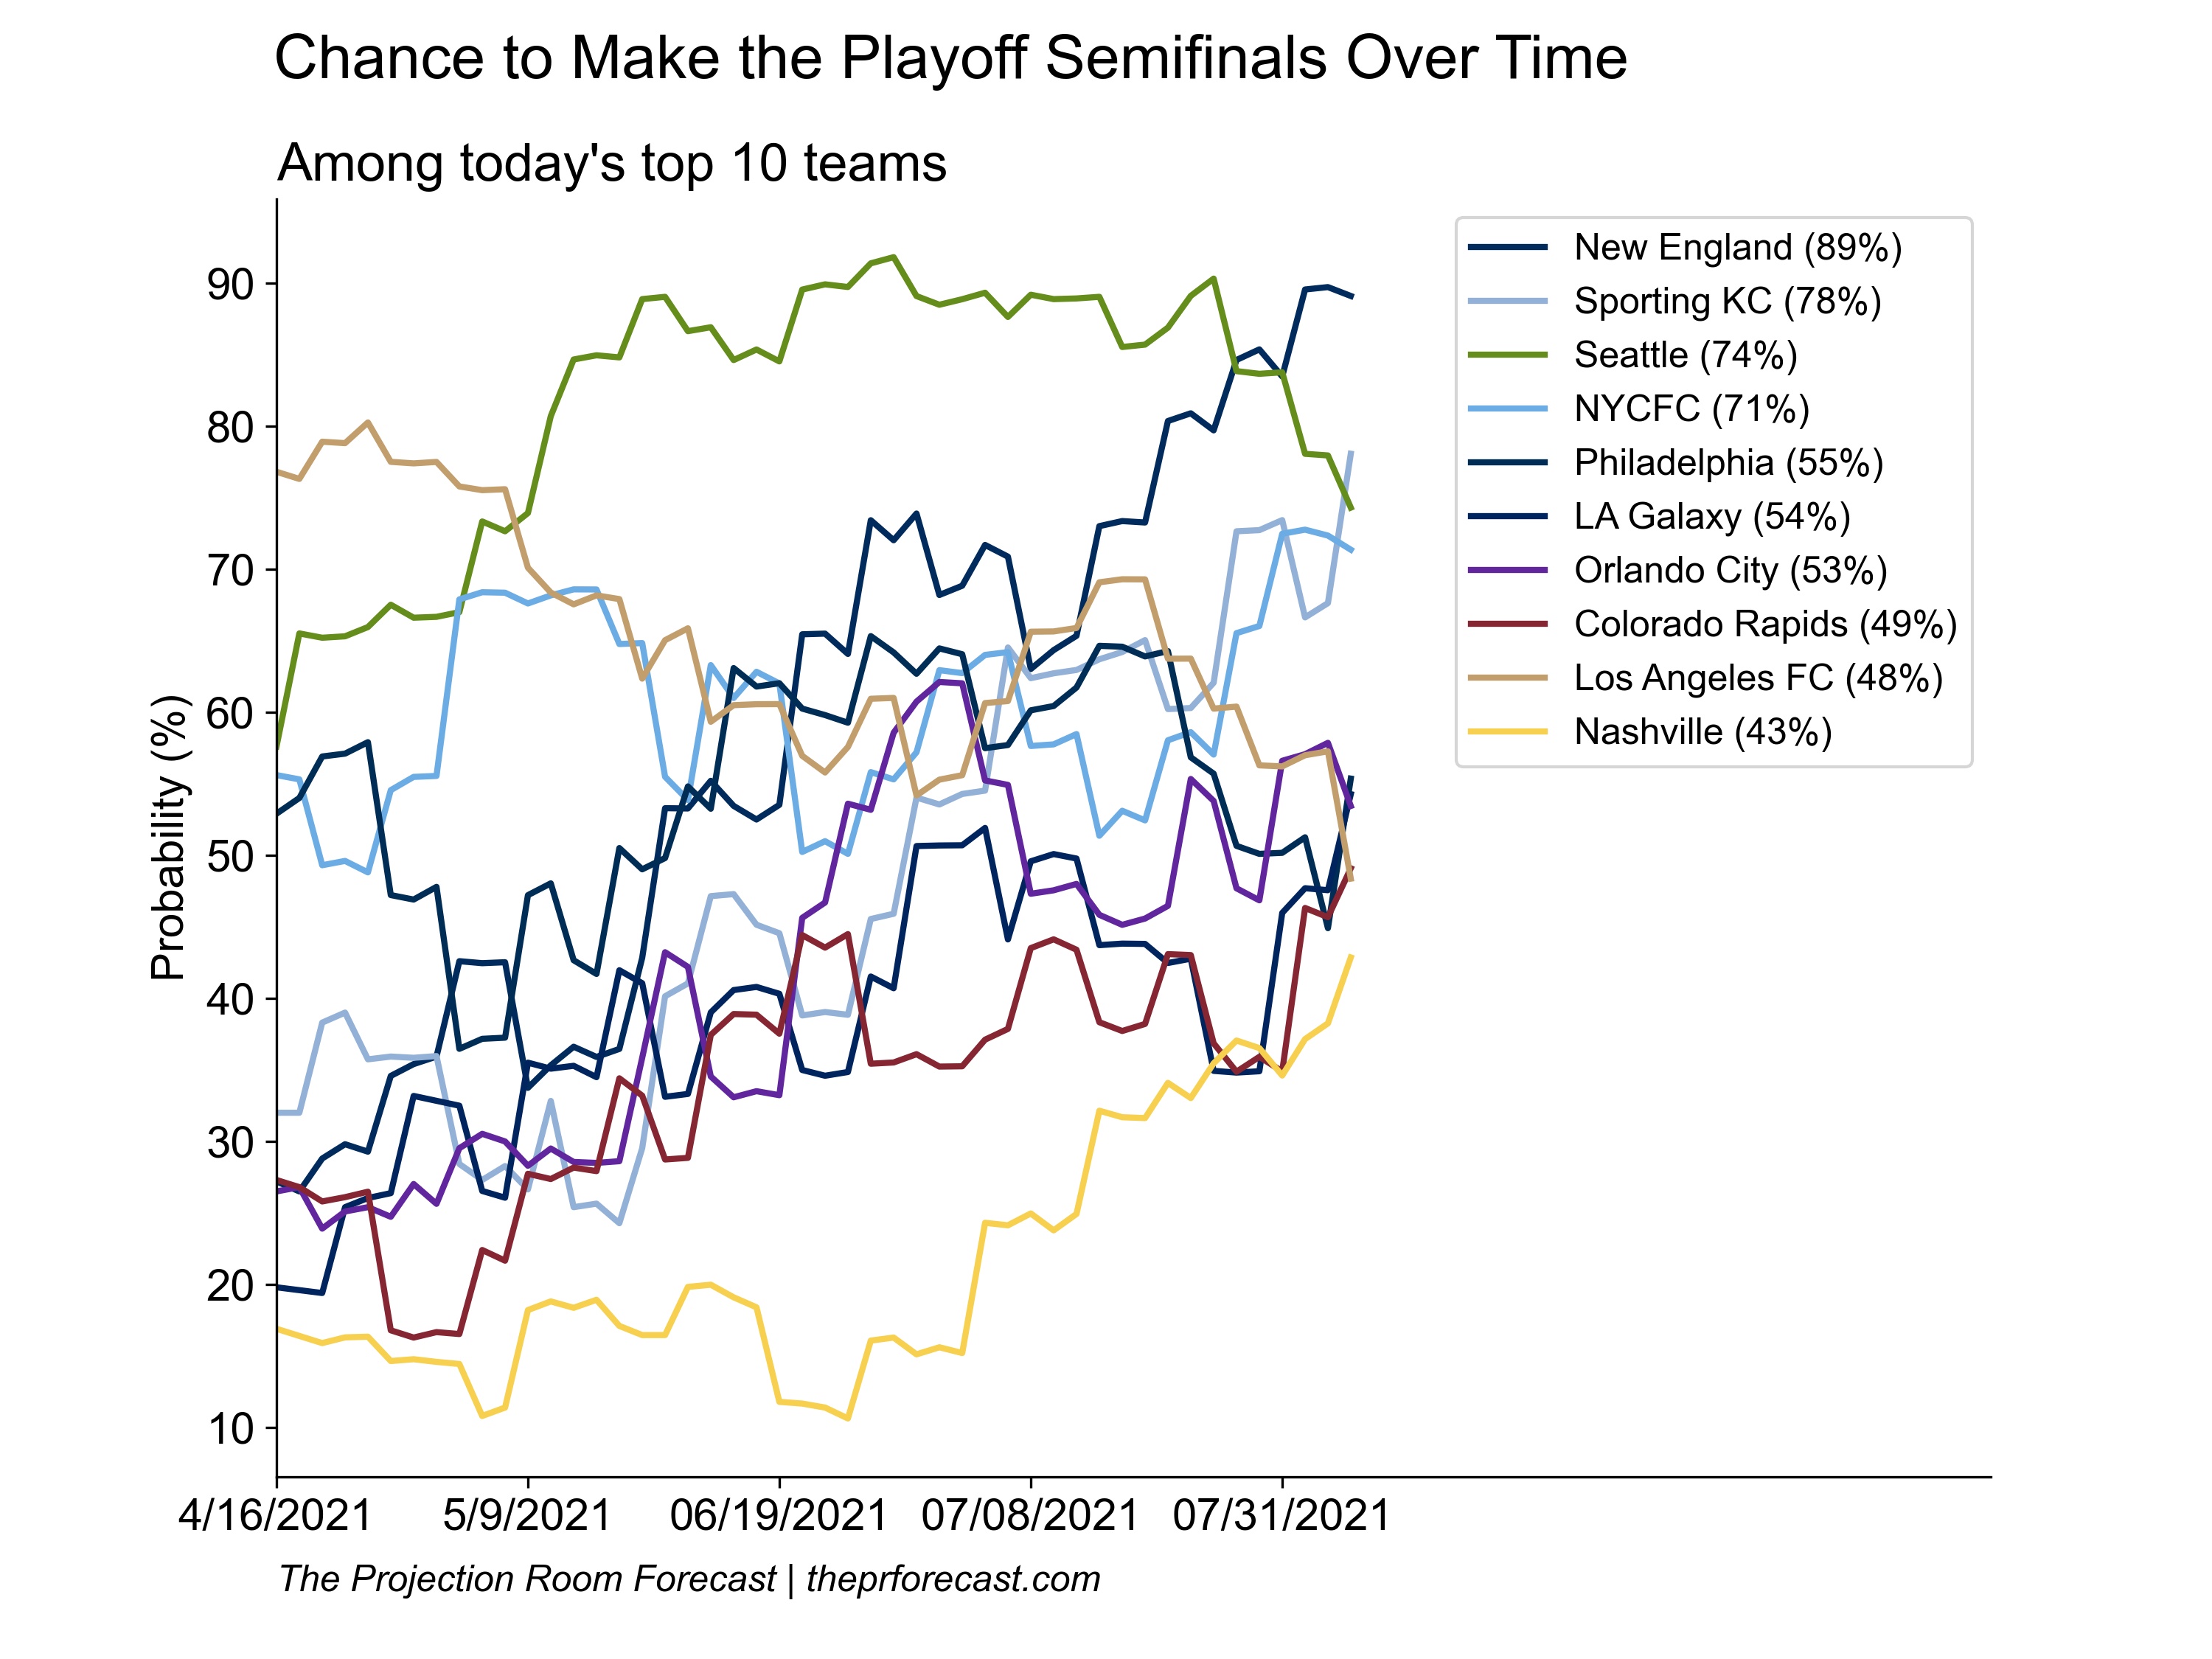 Chance to Make the Playoff Semifinals Over Time
Among today's top 10 teams
New England (89%)
Sporting KC (78%)
Seattle (74%)
NYCFC (71%)
Philadelphia (55%)
LA Galaxy (54%)
Orlando City (53%)
Colorado Rapids (49%)
Los Angeles FC (48%)
Nashville (43%)
Probability (%)
90
80
70
60
50
40
30
20
10
4/16/2021 5/9/2021 06/19/2021 07/08/2021 07/31/2021
The Projection Room Forecast | theprforecast.com